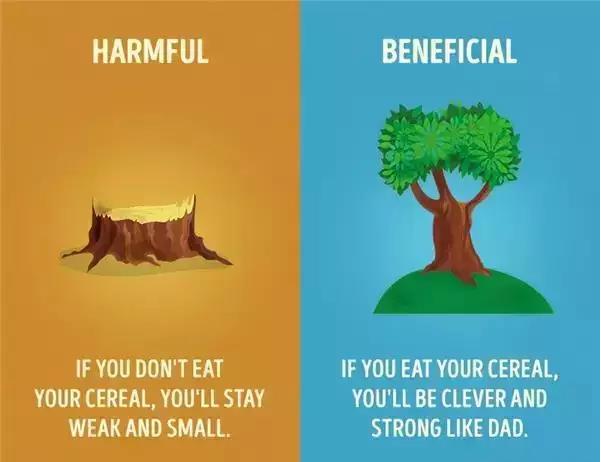 HARMFUL
IF YOU DON'T EAT
YOUR CEREAL, YOU'LL STAY
WEAK AND SMALL.
BENEFICIAL
IF YOU EAT YOUR CEREAL,
YOU'LL BE CLEVER AND
STRONG LIKE DAD.